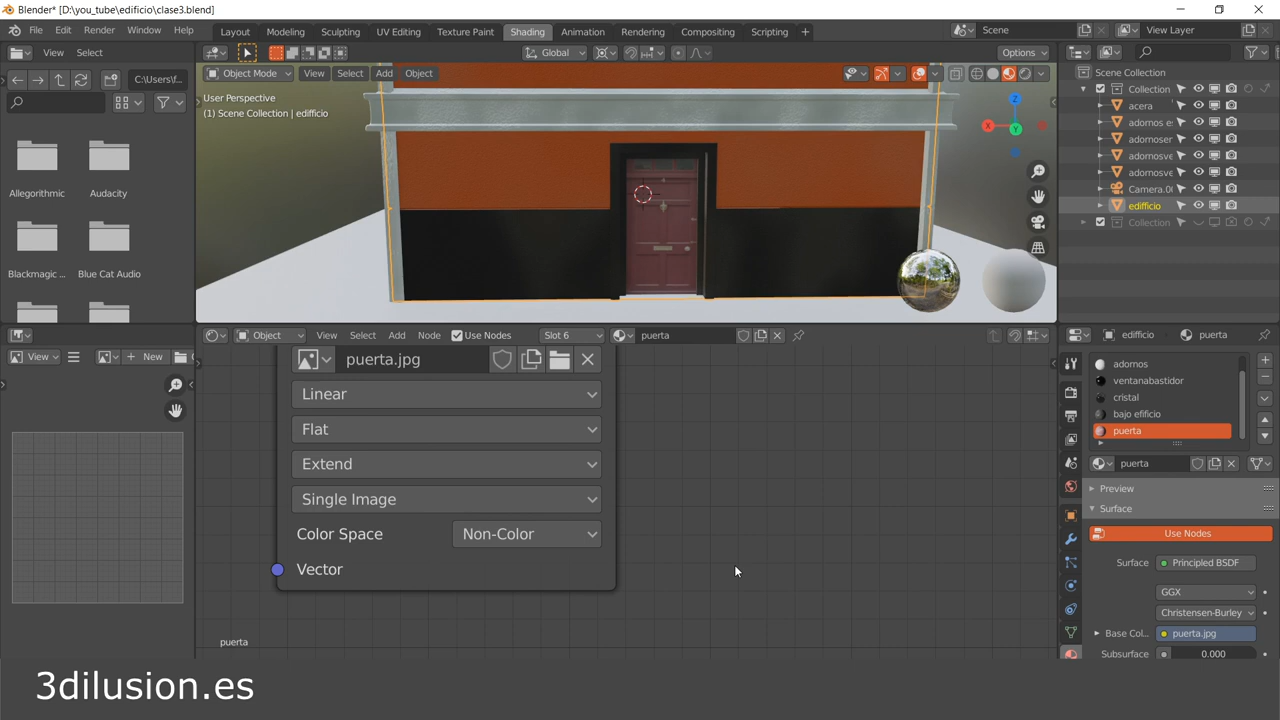 Blender* [D:\you_tube\edificio\clase3.blend]
File Edit Render Window Help
Layout Modeling Sculpting UV Editing Texture Paint Shading Animation Rendering Compositing Scripting +
Scene
View Layer
View Select
Global
Options
C:\Users\f...
Object Mode View Select Add Object
User Perspective
(1) Scene Collection | edifficio
Z
X
Y
Allegorithmic
Audacity
Blackmagic ...
Blue Cat Audio
Scene Collection
Collection
acera
adornos e
adornoser
adornosve
adornosve
Camera.0
edifficio
Collection
Object View Select Add Node Use Nodes Slot 6 puerta
View New
puerta.jpg
Linear
Flat
Extend
Single Image
Color Space Non-Color
Vector
puerta
edifficio puerta
adornos
ventanabastidor
cristal
bajo eficio
puerta
puerta
Preview
Surface
Use Nodes
Surface Principled BSDF
GGX
Christensen-Burley
Base Col... puerta.jpg
Subsurface 0.000
3dilusion.es